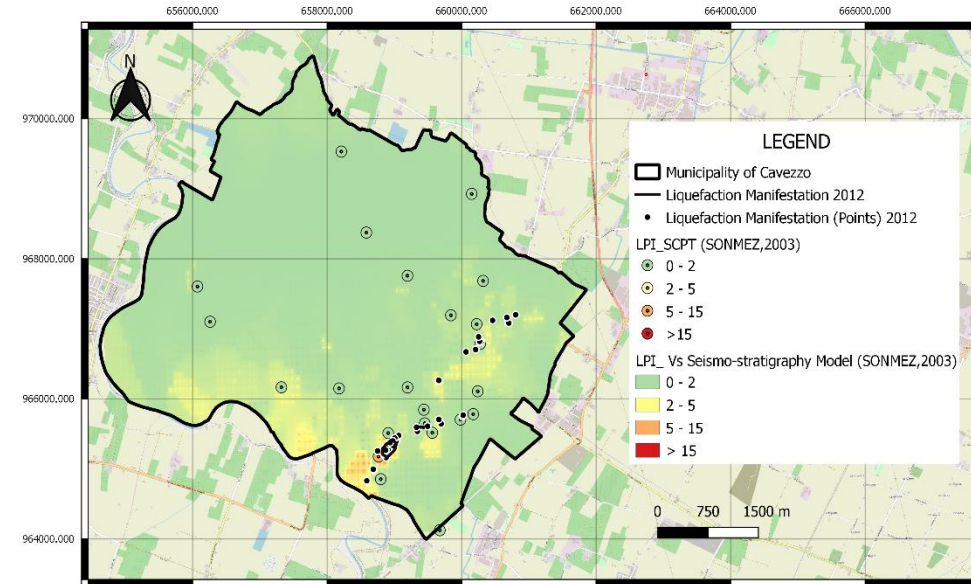 656000.000 658000.000 660000.000 662000.000 664000.000 666000.000
N
970000.000
968000.000
966000.000
964000.000
LEGEND
Municipality of Cavezzo
Liquefaction Manifestation 2012
Liquefaction Manifestation (Points) 2012
LPI_SCPT (SONMEZ,2003)
0 - 2
2 - 5
5 - 15
>15
LPI_ Vs Seismo-stratigraphy Model (SONMEZ,2003)
0 - 2
2 - 5
5 - 15
> 15
0 750 1500 m